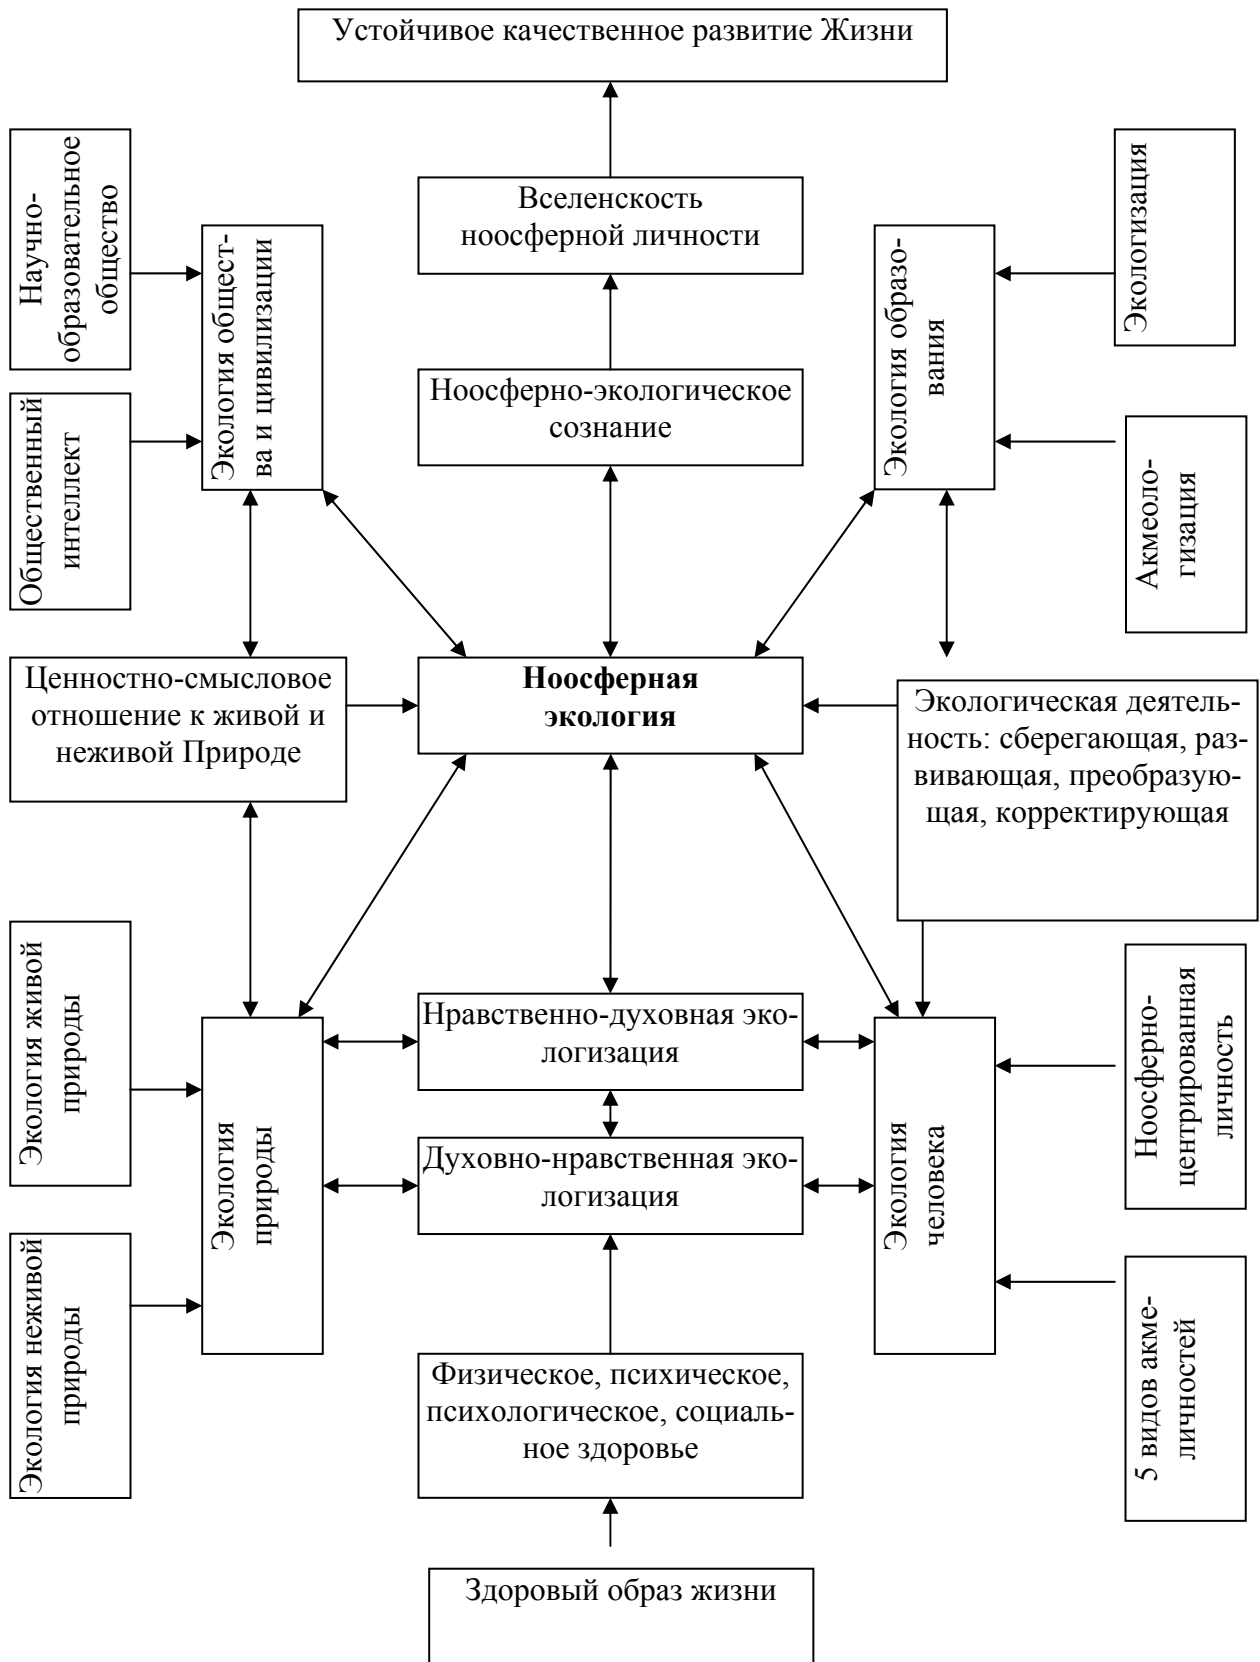 Устойчивое качественное развитие Жизни
Научно-
образовательное
общество
Вселенскость
ноосферной личности
Экологизация
Экология общест-
ва и цивилизации
Экология образо-
вания
Общественный
интеллект
Ноосферно-экологическое
сознание
Акмеоло-
гизация
Ценностно-смысловое
отношение к живой и
неживой Природе
Ноосферная
экология
Экологическая деятель-
ность: сберегающая, раз-
вивающая, преобразую-
щая, корректирующая
Экология живой
природы
Нравственно-духовная эко-
логизация
Ноосферно-
центрированная
личность
Экология
природы
Духовно-нравственная эко-
логизация
Экология
человека
Экология неживой
природы
Физическое, психическое,
психологическое, социаль-
ное здоровье
5 видов акме-
личностей
Здоровый образ жизни